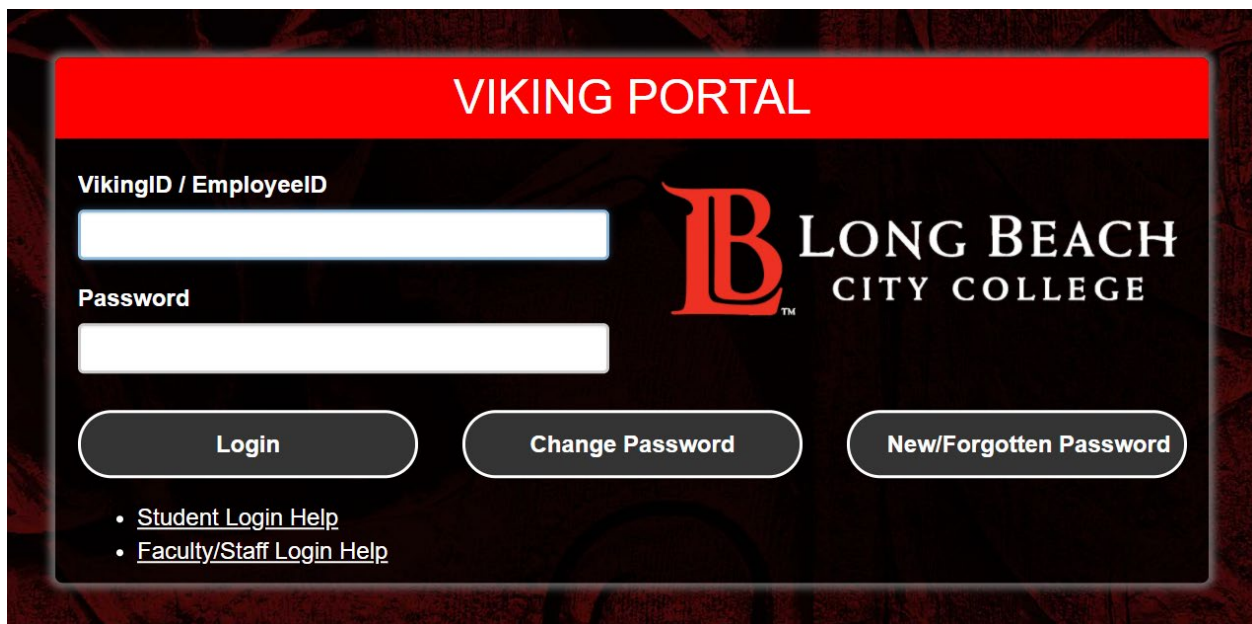 VIKING PORTAL
VikingID / EmployeeID
Password
LB
TM
LONG BEACH
CITY COLLEGE
Login
Change Password
New/Forgotten Password
• Student Login Help
• Faculty/Staff Login Help